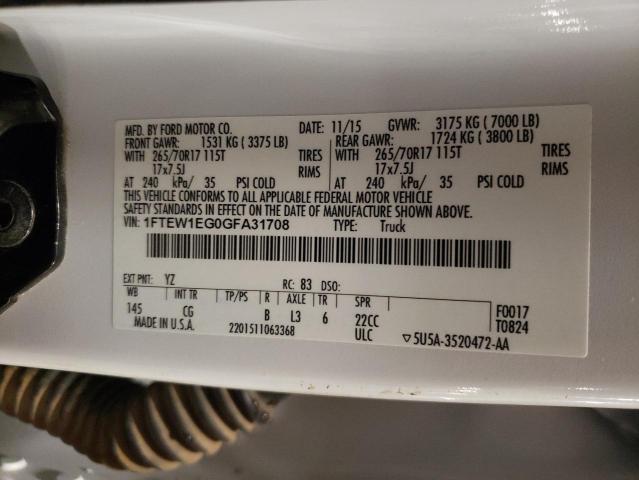 MFD. BY FORD MOTOR CO. DATE: 11/15 GVWR: 3175 KG ( 7000 LB)
FRONT GAWR: 1531 KG ( 3375 LB) REAR GAWR: 1724 KG ( 3800 LB)
WITH 265/70R17 115T TIRES WITH 265/70R17 115T TIRES
17x7.5J RIMS 17x7.5J RIMS
AT 240 kPa/ 35 PSI COLD AT 240 kPa/ 35 PSI COLD
THIS VEHICLE CONFORMS TO ALL APPLICABLE FEDERAL MOTOR VEHICLE
SAFETY STANDARDS IN EFFECT ON THE DATE OF MANUFACTURE SHOWN ABOVE.
VIN: 1FTEW1EG0GFA31708 TYPE: Truck
EXT PNT: YZ RC: 83 DSO:
WB INT TR TP/PS R AXLE TR SPR F0017
145 CG B L3 6 22CC T0824
MADE IN U.S.A. 2201511063368 ULC ▽5U5A-3520472-AA